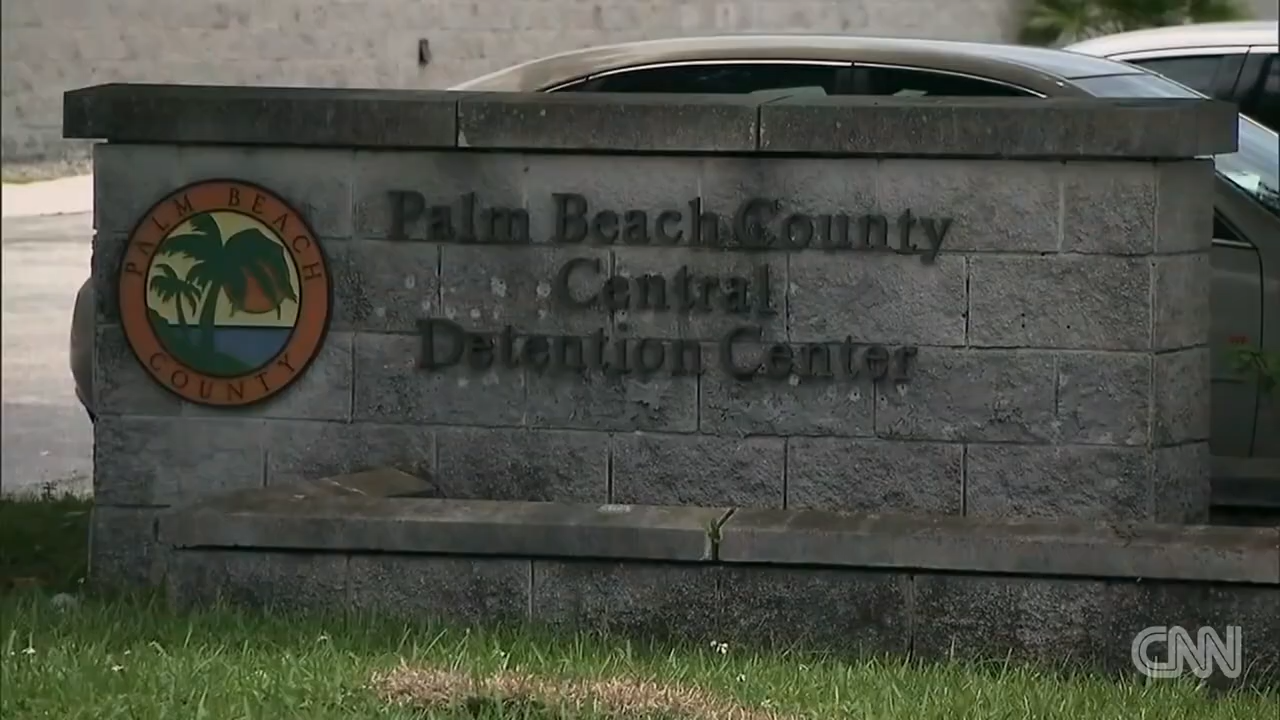 PALM BEACH
COUNTY
Palm Beach County
Central
Detention Center
CNN